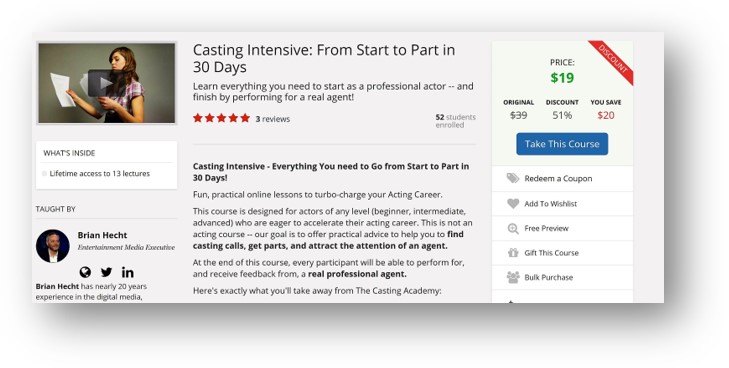 WHAT'S INSIDE
Lifetime access to 13 lectures
TAUGHT BY
Brian Hecht
Entertainment Media Executive
Brian Hecht has nearly 20 years
experience in the digital media,
Casting Intensive: From Start to Part in
30 Days
Learn everything you need to start as a professional actor -- and
finish by performing for a real agent!
3 reviews
52 students
enrolled
Casting Intensive - Everything You Need to Go from Start to Part in
30 Days!
Fun, practical online lessons to turbo-charge your Acting Career.
This course is designed for actors of any level (beginner, intermediate,
advanced) who are eager to accelerate their acting career. This is not an
acting course -- our goal is to offer practical advice to help you to find
casting calls, get parts, and attract the attention of an agent.
At the end of this course, every participant will be able to perform for,
and receive feedback from, a real professional agent.
Here's exactly what you'll take away from The Casting Academy:
DISCOUNT
PRICE:
$19
ORIGINAL DISCOUNT YOU SAVE
$39 51% $20
Take This Course
Redeem a Coupon
Add To Wishlist
Free Preview
Gift This Course
Bulk Purchase